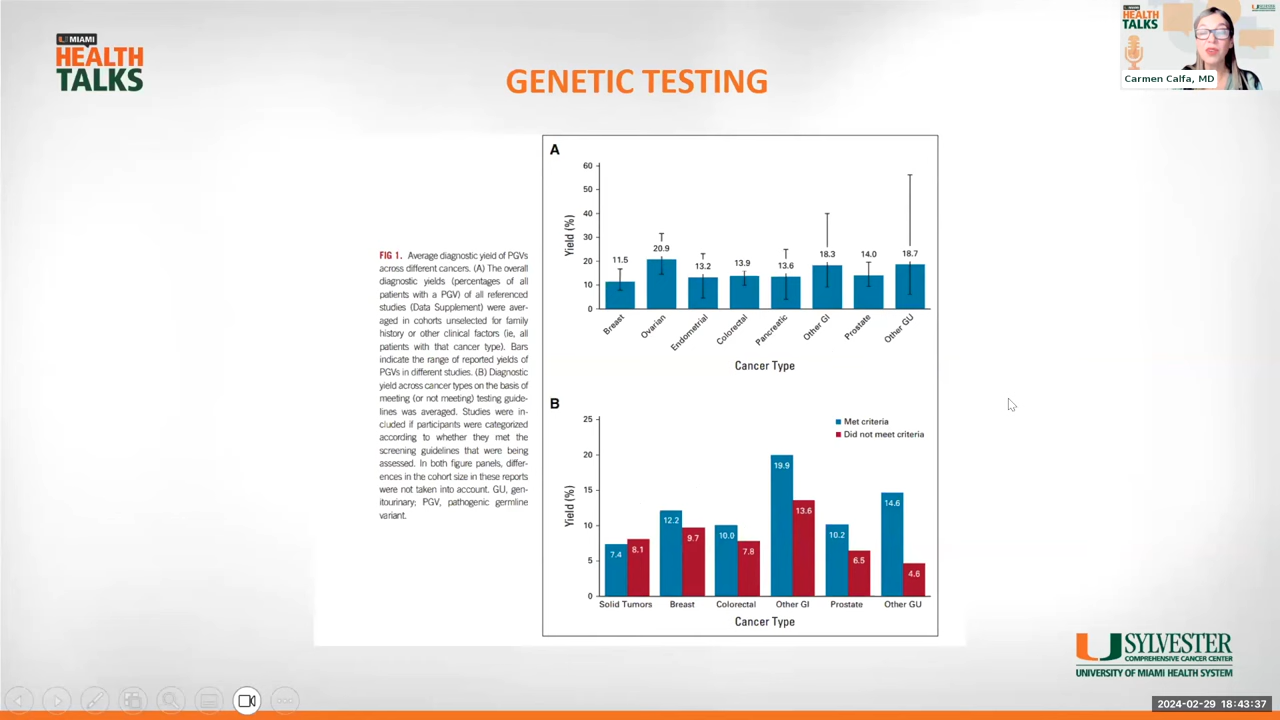 U MIAMI
HEALTH
TALKS
GENETIC TESTING
HEALTH
TALKS
Carmen Calfa, MD
FIG 1. Average diagnostic yield of PGVs
across different cancers. (A) The overall
diagnostic yields (percentages of all
patients with a PGV) of all referenced
studies (Data Supplement) were aver-
aged in cohorts unselected for family
history or other clinical factors (ie, all
patients with that cancer type). Bars
indicate the range of reported yields of
PGVs in different studies. (B) Diagnostic
yield across cancer types on the basis of
meeting (or not meeting) testing guide-
lines was averaged. Studies were in-
cluded if participants were categorized
according to whether they met the
screening guidelines that were being
assessed. In both figure panels, differ-
ences in the cohort size in these reports
were not taken into account. GU, gen-
itourinary; PGV, pathogenic germline
variant.
A
Yield (%)
60
50
40
30
20
10
0
11.5
20.9
13.2
13.9
13.6
18.3
14.0
18.7
Breast
Ovarian
Endometrial
Colorectal
Pancreatic
Other GI
Prostate
Other GU
Cancer Type
B
Yield (%)
25
20
15
10
5
0
Met criteria
Did not meet criteria
7.4
8.1
12.2
9.7
10.0
7.8
19.9
13.6
10.2
6.5
14.6
4.6
Solid Tumors
Breast
Colorectal
Other GI
Prostate
Other GU
Cancer Type
SYLVESTER
COMPREHENSIVE CANCER CENTER
UNIVERSITY OF MIAMI HEALTH SYSTEM
2024-02-29 18:43:37